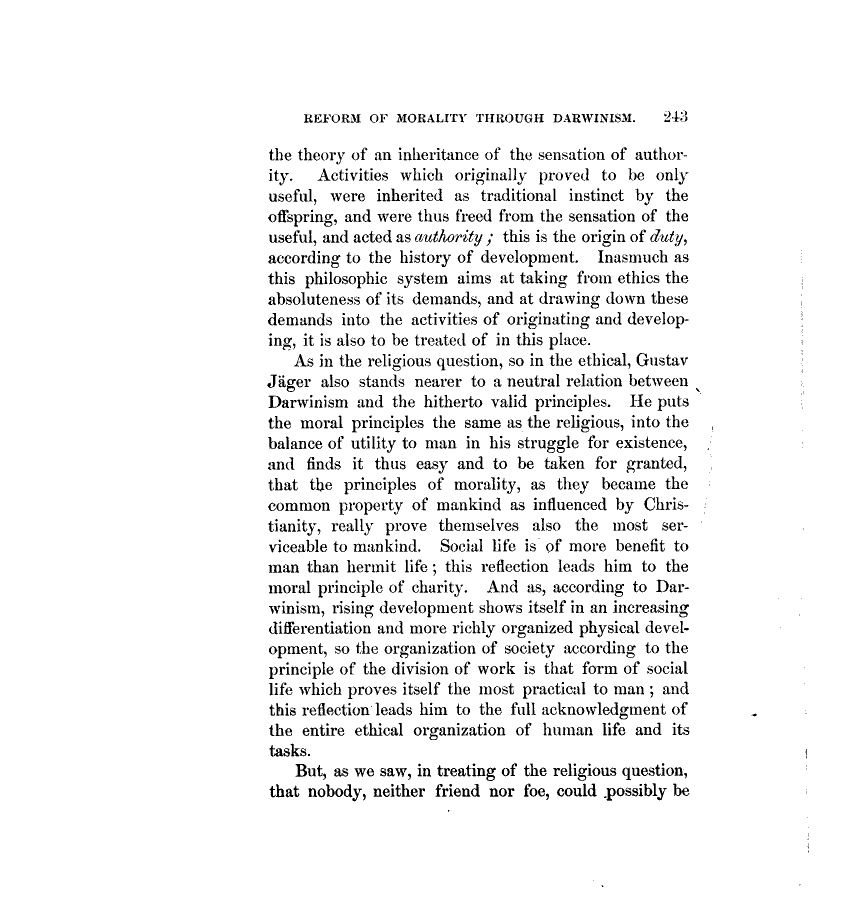 REFORM OF MORALITY THROUGH DARWINISM. 243
the theory of an inheritance of the sensation of author-
ity. Activities which originally proved to be only
useful, were inherited as traditional instinct by the
offspring, and were thus freed from the sensation of the
useful, and acted as authority ; this is the origin of duty,
according to the history of development. Inasmuch as
this philosophic system aims at taking from ethics the
absoluteness of its demands, and at drawing down these
demands into the activities of originating and develop-
ing, it is also to be treated of in this place.
As in the religious question, so in the ethical, Gustav
Jäger also stands nearer to a neutral relation between
Darwinism and the hitherto valid principles. He puts
the moral principles the same as the religious, into the
balance of utility to man in his struggle for existence,
and finds it thus easy and to be taken for granted,
that the principles of morality, as they became the
common property of mankind as influenced by Chris-
tianity, really prove themselves also the most ser-
viceable to mankind. Social life is of more benefit to
man than hermit life ; this reflection leads him to the
moral principle of charity. And as, according to Dar-
winism, rising development shows itself in an increasing
differentiation and more richly organized physical devel-
opment, so the organization of society according to the
principle of the division of work is that form of social
life which proves itself the most practical to man ; and
this reflection leads him to the full acknowledgment of
the entire ethical organization of human life and its
tasks.
But, as we saw, in treating of the religious question,
that nobody, neither friend nor foe, could possibly be